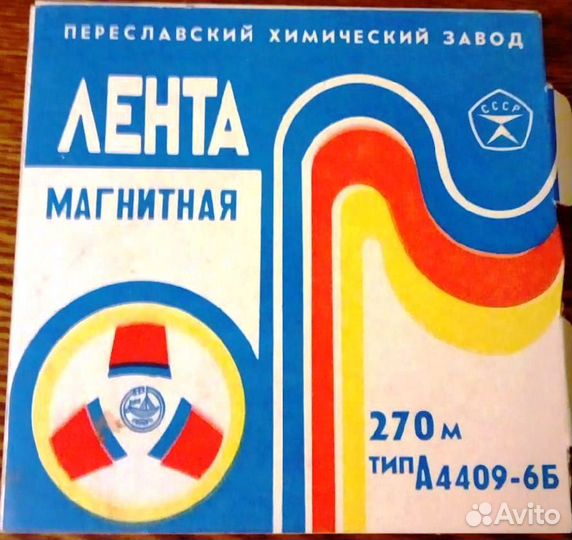 ПЕРЕСЛАВСКИЙ ХИМИЧЕСКИЙ ЗАВОД
ЛЕНТА
СССР
МАГНИТНАЯ
270 м
тип А4409-6Б
Avito